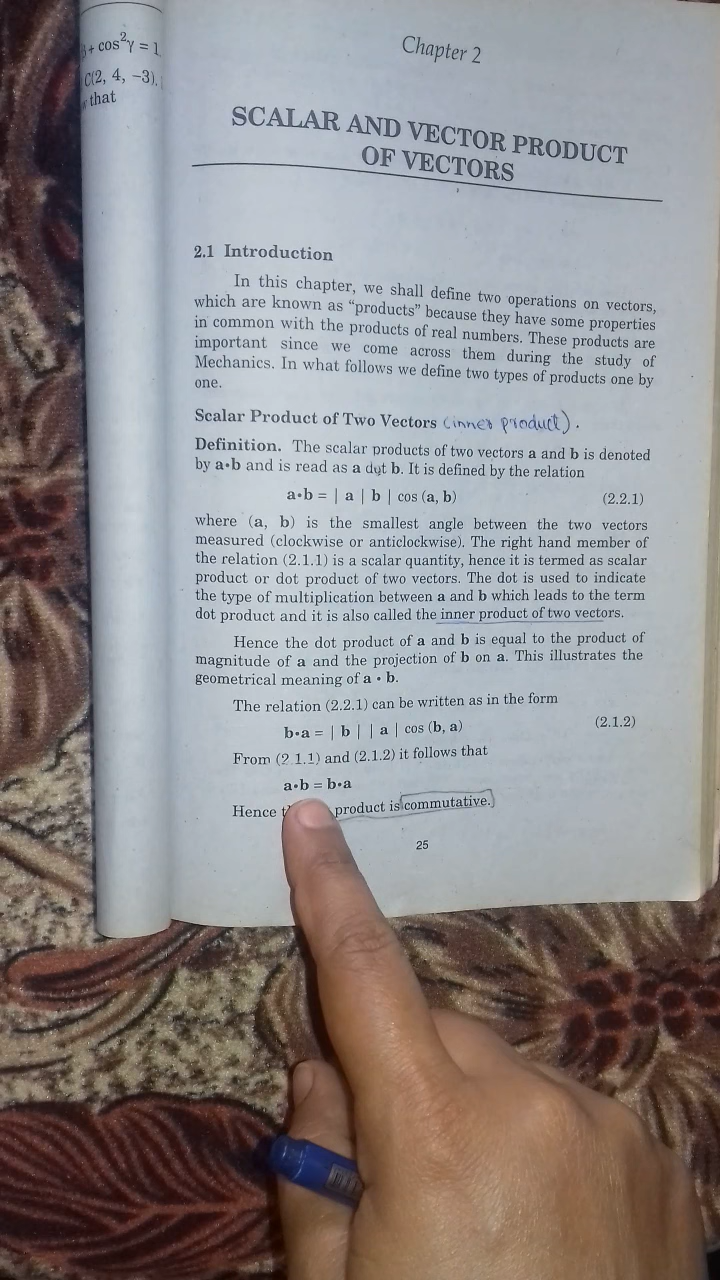 β + cos²γ = 1
C(2, 4, −3),
that
Chapter 2
SCALAR AND VECTOR PRODUCT
OF VECTORS
2.1 Introduction
In this chapter, we shall define two operations on vectors,
which are known as “products” because they have some properties
in common with the products of real numbers. These products are
important since we come across them during the study of
Mechanics. In what follows we define two types of products one by
one.
Scalar Product of Two Vectors (inner product).
Definition. The scalar products of two vectors a and b is denoted
by a•b and is read as a dot b. It is defined by the relation
a•b = | a | b | cos (a, b) (2.2.1)
where (a, b) is the smallest angle between the two vectors
measured (clockwise or anticlockwise). The right hand member of
the relation (2.1.1) is a scalar quantity, hence it is termed as scalar
product or dot product of two vectors. The dot is used to indicate
the type of multiplication between a and b which leads to the term
dot product and it is also called the inner product of two vectors.
Hence the dot product of a and b is equal to the product of
magnitude of a and the projection of b on a. This illustrates the
geometrical meaning of a • b.
The relation (2.2.1) can be written as in the form
b•a = | b | | a | cos (b, a) (2.1.2)
From (2.1.1) and (2.1.2) it follows that
a•b = b•a
Hence product is commutative.
25